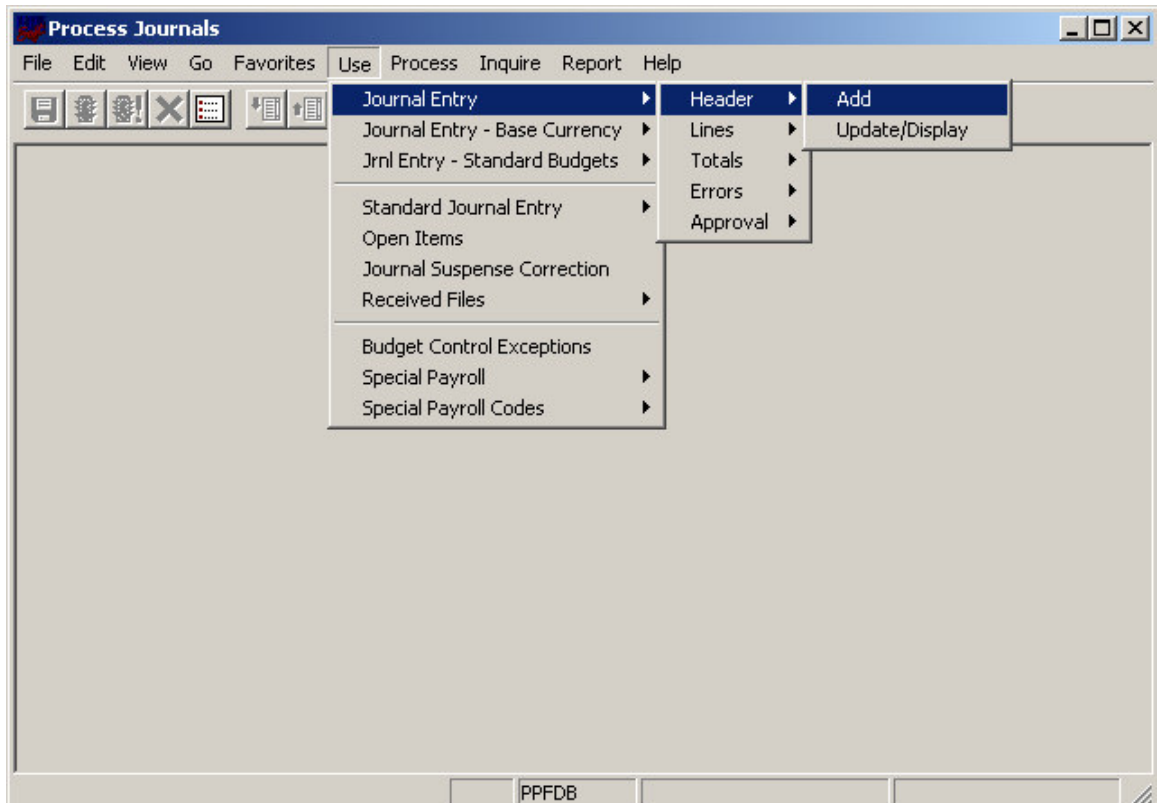 Process Journals
File Edit View Go Favorites Use Process Inquire Report Help
Journal Entry Header Add
Journal Entry - Base Currency Lines Update/Display
Jrnl Entry - Standard Budgets Totals
Errors
Standard Journal Entry Approval
Open Items
Journal Suspense Correction
Received Files
Budget Control Exceptions
Special Payroll
Special Payroll Codes
PPFDB